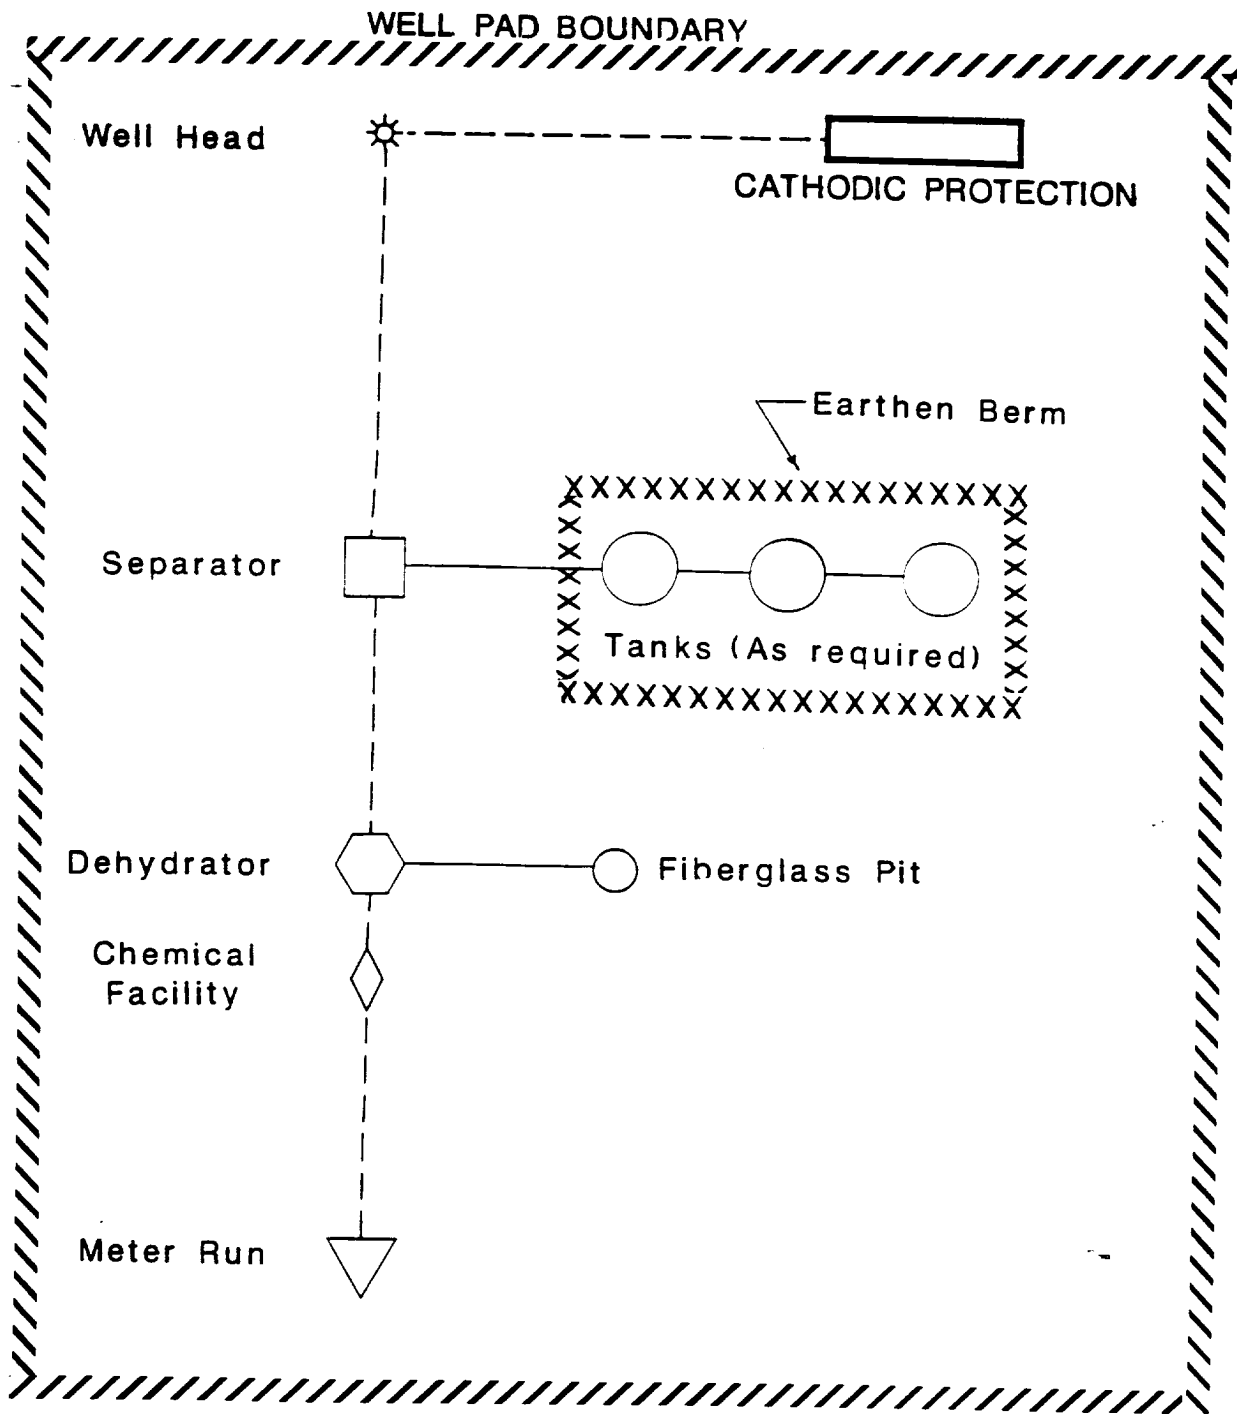 WELL PAD BOUNDARY
Well Head
CATHODIC PROTECTION
Earthen Berm
Separator
Tanks (As required)
Dehydrator
Fiberglass Pit
Chemical
Facility
Meter Run